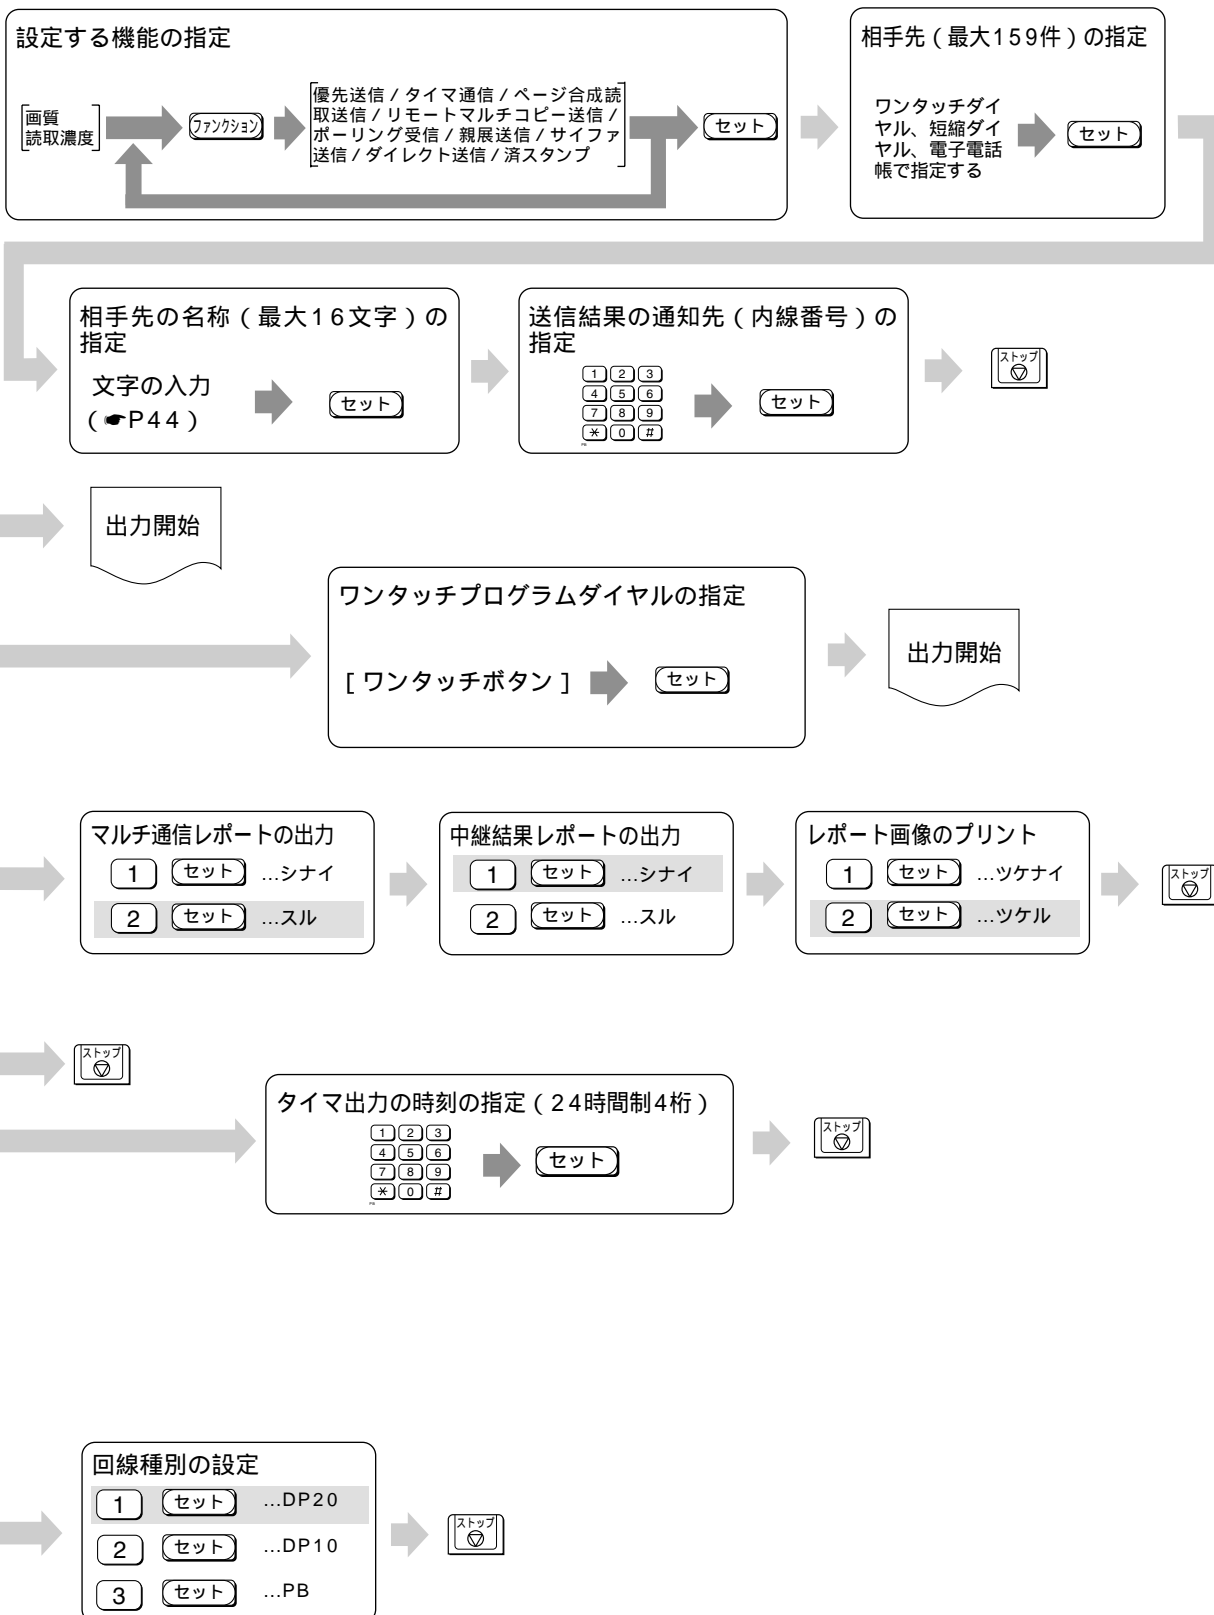 設定する機能の指定
画質
読取濃度
ファンクション
優先送信/タイマ通信/ページ合成読
取送信/リモートマルチコピー送信/
ポーリング受信/親展送信/サイファ
送信/ダイレクト送信/済スタンプ
セット
相手先(最大159件)の指定
ワンタッチダイ
ヤル、短縮ダイ
ヤル、電子電話
帳で指定する
セット
相手先の名称(最大16文字)の
指定
文字の入力
(☛P44)
セット
送信結果の通知先(内線番号)の
指定
1 2 3
4 5 6
7 8 9
* 0 #
セット
ストップ
出力開始
ワンタッチプログラムダイヤルの指定
[ワンタッチボタン]
セット
出力開始
マルチ通信レポートの出力
1 セット …シナイ
2 セット …スル
中継結果レポートの出力
1 セット …シナイ
2 セット …スル
レポート画像のプリント
1 セット …ツケナイ
2 セット …ツケル
ストップ
ストップ
タイマ出力の時刻の指定(24時間制4桁)
1 2 3
4 5 6
7 8 9
* 0 #
セット
ストップ
回線種別の設定
1 セット …DP20
2 セット …DP10
3 セット …PB
ストップ